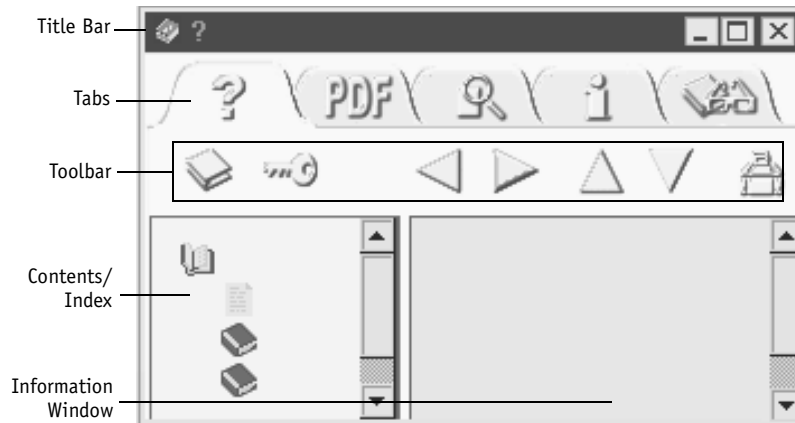 Title Bar
?
Tabs
? PDF i
Toolbar
Contents/
Index
Information
Window